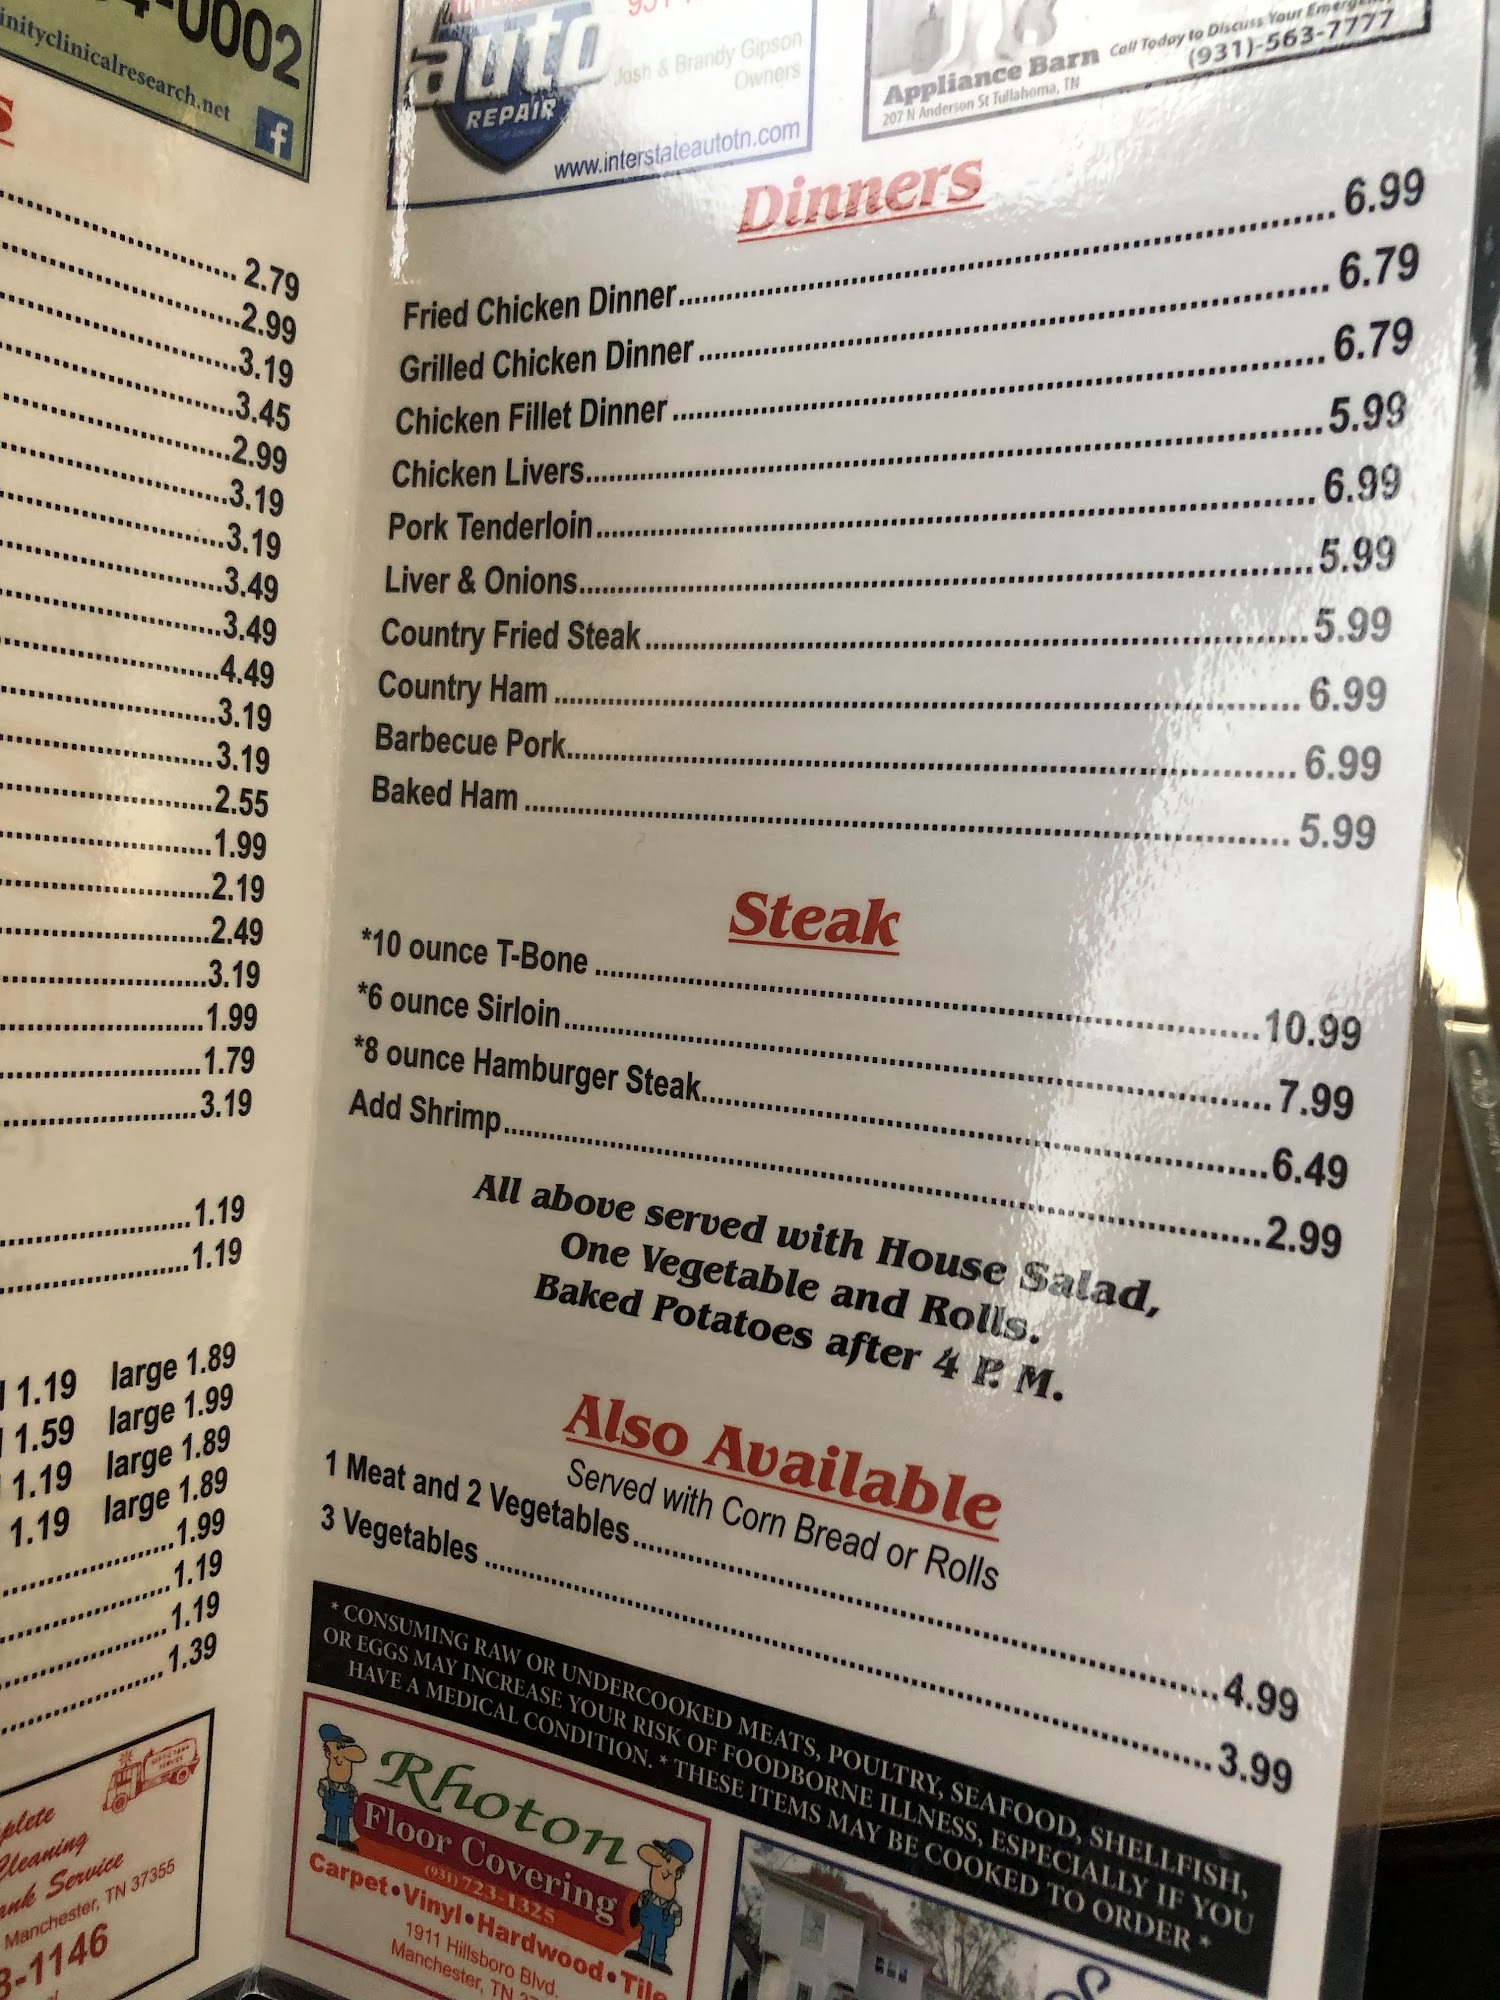 -0002
inityclinicalresearch.net
f
S
2.79
2.99
3.19
3.45
2.99
3.19
3.19
3.49
3.49
4.49
3.19
3.19
2.55
1.99
2.19
2.49
3.19
1.99
1.79
3.19
1.19
1.19
1.19 large 1.89
1.59 large 1.99
1.19 large 1.89
1.19 large 1.89
1.99
1.19
1.19
1.39
plete
Cleaning
Service
Manchester, TN 37355
-1146
auto
REPAIR
Josh & Brandy Gipson
Owners
www.interstateautotn.com
Appliance Barn
207 N Anderson St Tullahoma, TN
Call Today to Discuss Your
(931)-563-7777
Dinners
Fried Chicken Dinner 6.99
Grilled Chicken Dinner 6.79
Chicken Fillet Dinner 6.79
Chicken Livers 5.99
Pork Tenderloin 6.99
Liver & Onions 5.99
Country Fried Steak 5.99
Country Ham 6.99
Barbecue Pork 6.99
Baked Ham 5.99
Steak
*10 ounce T-Bone 10.99
*6 ounce Sirloin 7.99
*8 ounce Hamburger Steak 6.49
Add Shrimp 2.99
All above served with House Salad,
One Vegetable and Rolls.
Baked Potatoes after 4 P. M.
Also Available
Served with Corn Bread or Rolls
1 Meat and 2 Vegetables 4.99
3 Vegetables 3.99
* CONSUMING RAW OR UNDERCOOKED MEATS, POULTRY, SEAFOOD, SHELLFISH,
OR EGGS MAY INCREASE YOUR RISK OF FOODBORNE ILLNESS, ESPECIALLY IF YOU
HAVE A MEDICAL CONDITION. * THESE ITEMS MAY BE COOKED TO ORDER *
Rhoton
Floor Covering
(931) 723-1325
Carpet•Vinyl•Hardwood•Tile
1911 Hillsboro Blvd.
Manchester, TN